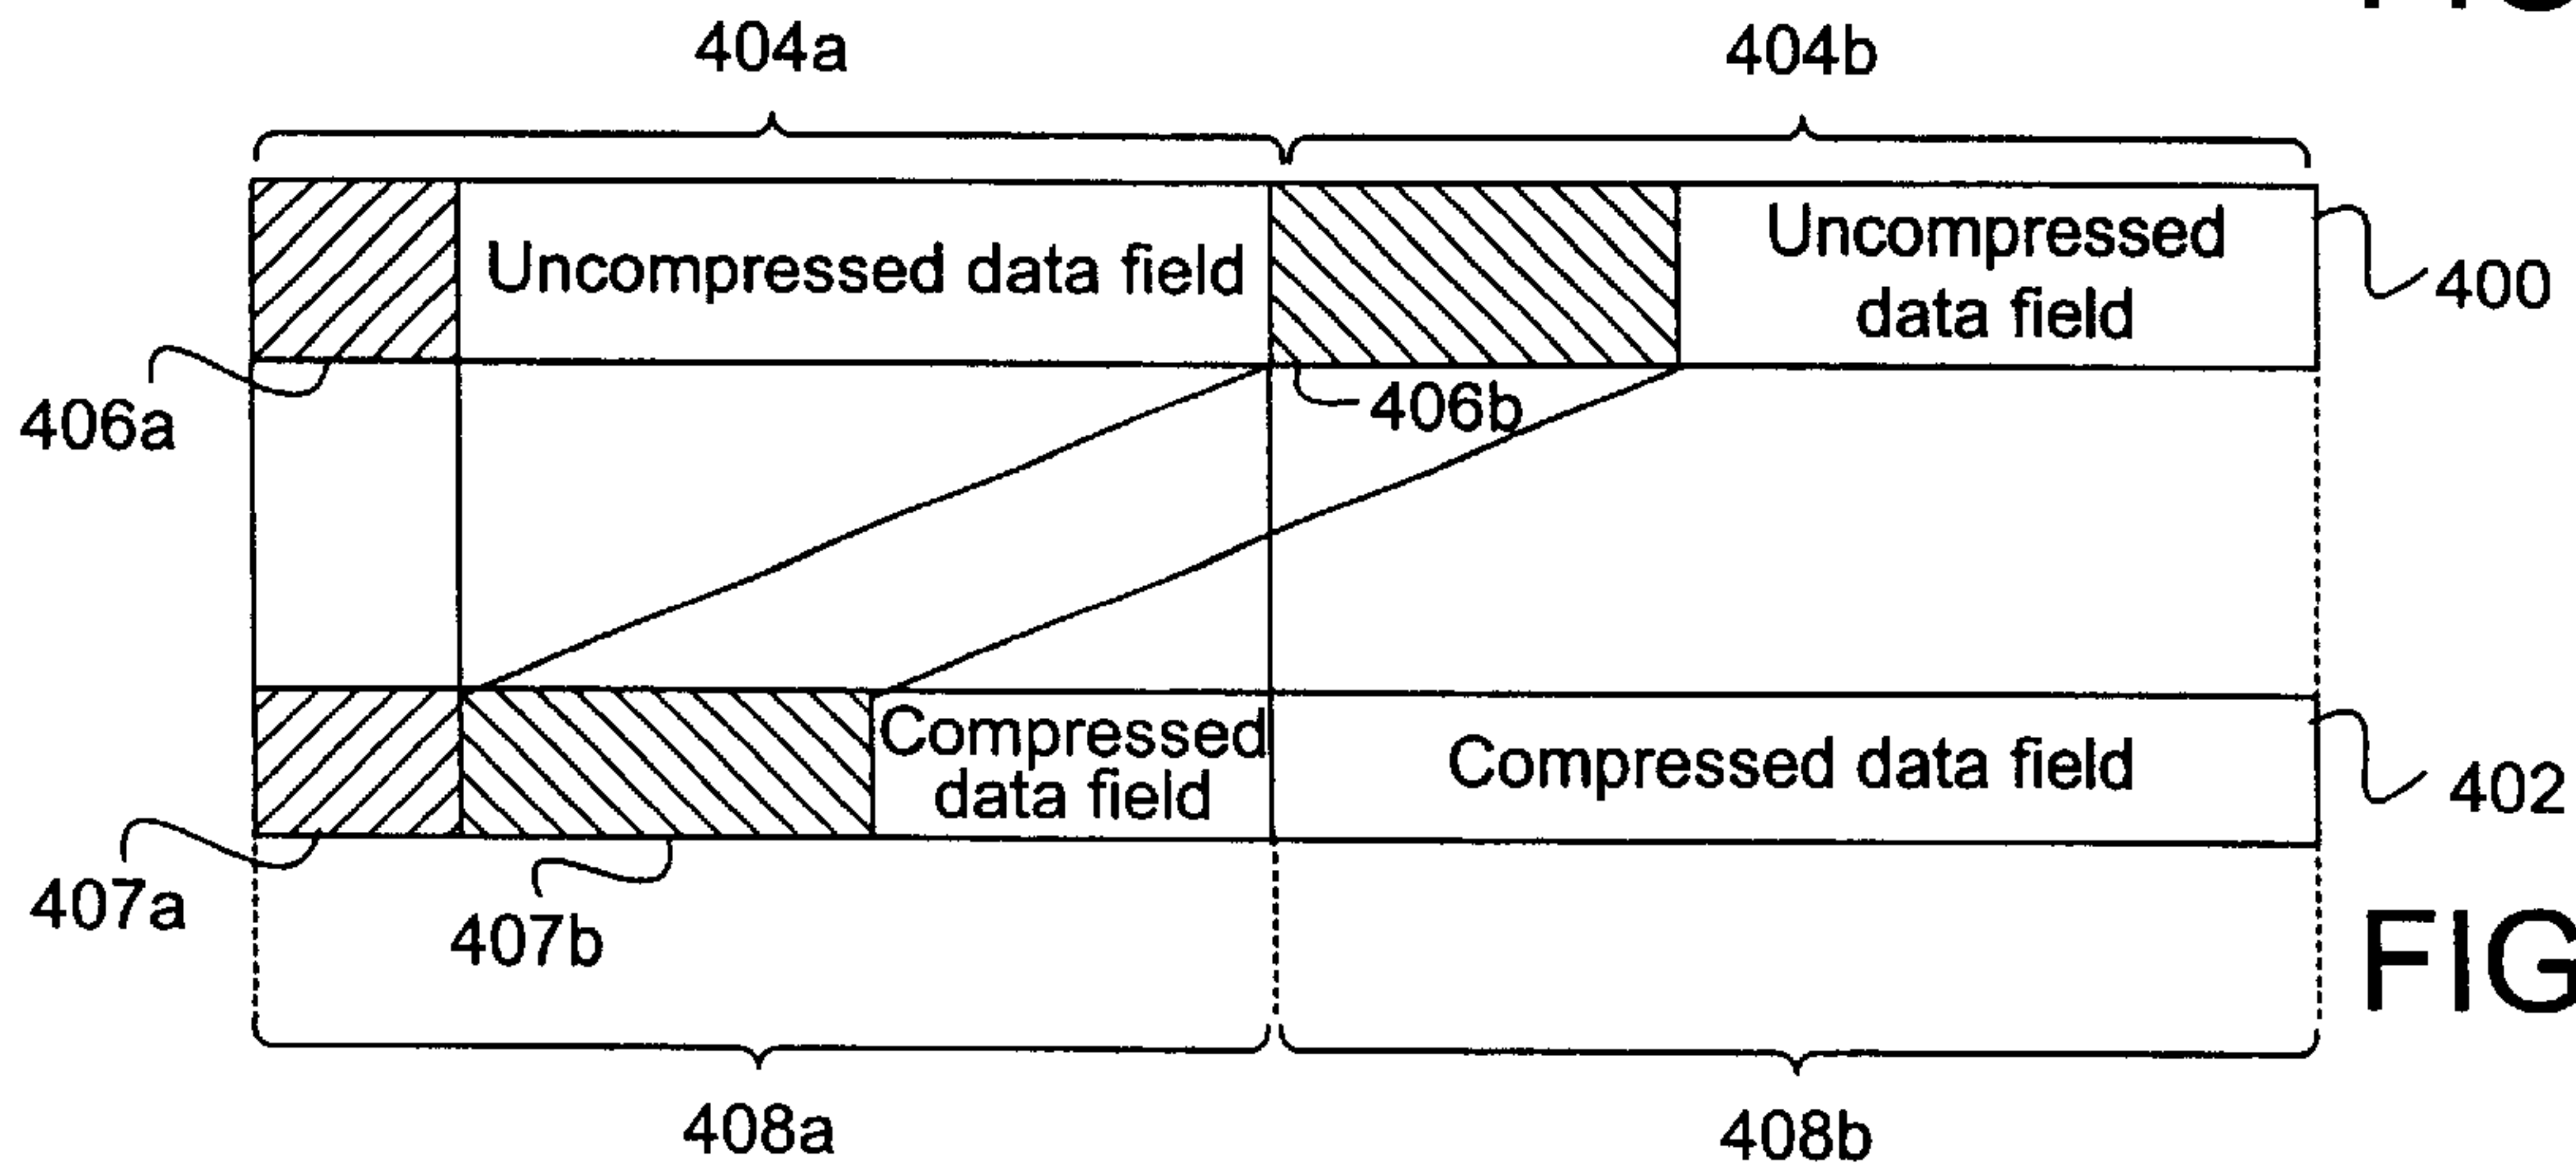 404a
404b
Uncompressed data field
Uncompressed
data field
400
406a
406b
Compressed
data field
Compressed data field
402
407a
407b
FIG
408a
408b